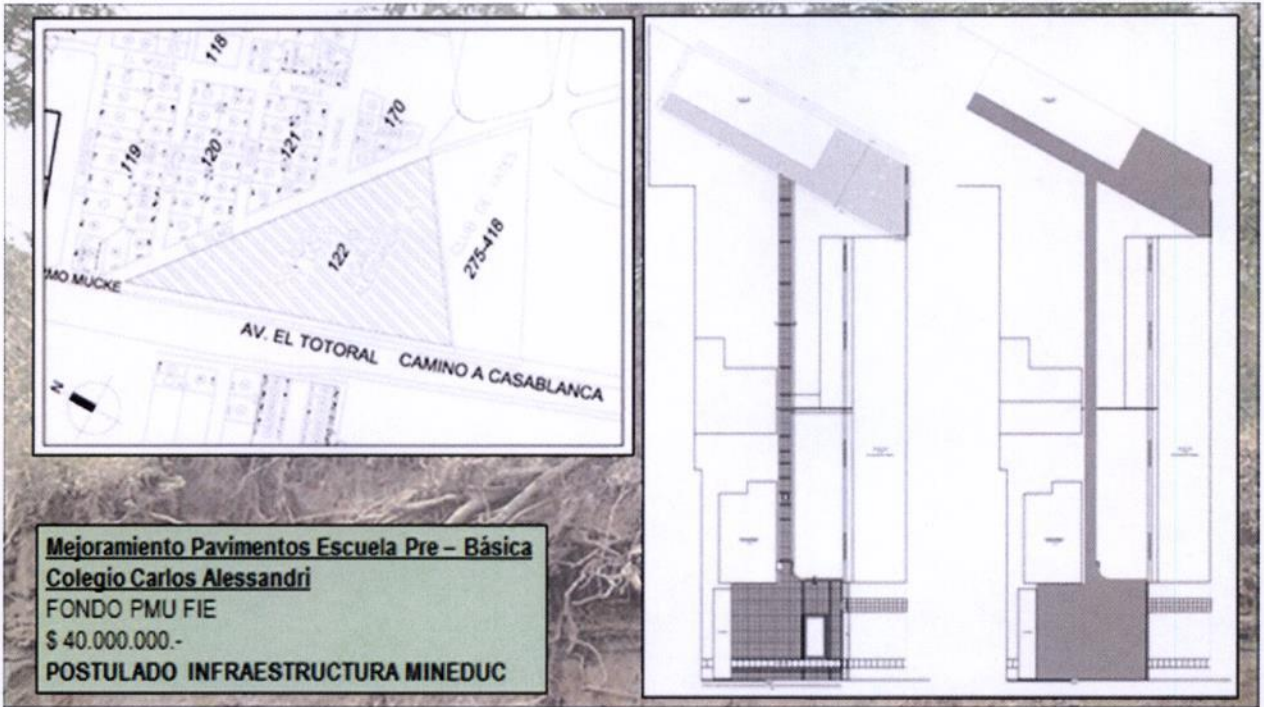 118
119
120
121
170
122
275-418
MO MUCKE
AV. EL TOTORAL CAMINO A CASABLANCA
N
Mejoramiento Pavimentos Escuela Pre – Básica
Colegio Carlos Alessandri
FONDO PMU FIE
$ 40.000.000.-
POSTULADO INFRAESTRUCTURA MINEDUC